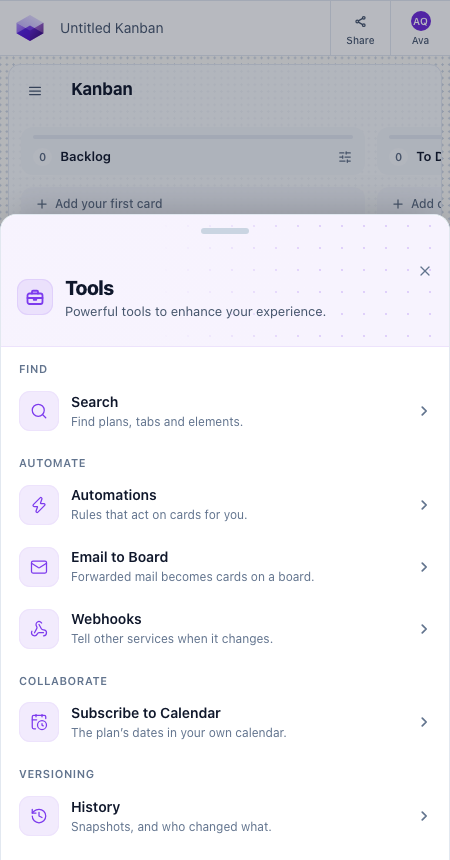 Untitled Kanban
Share
AQ
Ava
Kanban
0 Backlog
0 To D
Add your first card
Add
Tools
Powerful tools to enhance your experience.
FIND
Search
Find plans, tabs and elements.
AUTOMATE
Automations
Rules that act on cards for you.
Email to Board
Forwarded mail becomes cards on a board.
Webhooks
Tell other services when it changes.
COLLABORATE
Subscribe to Calendar
The plan's dates in your own calendar.
VERSIONING
History
Snapshots, and who changed what.